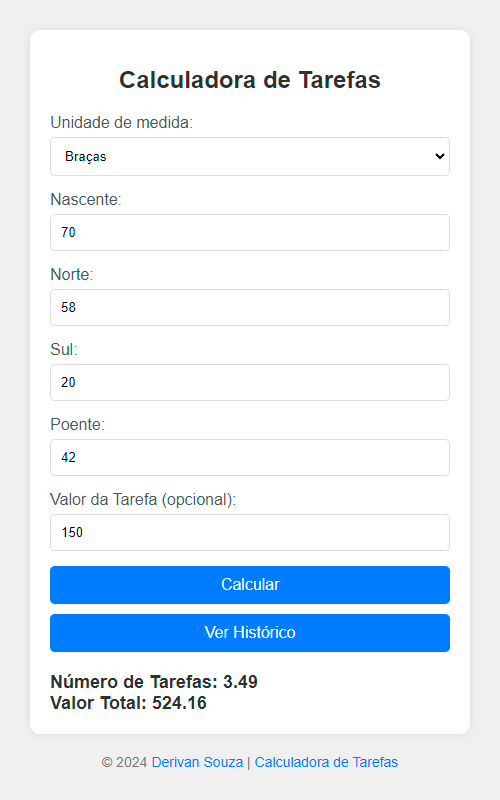 Calculadora de Tarefas
Unidade de medida:
Braças
Nascente:
70
Norte:
58
Sul:
20
Poente:
42
Valor da Tarefa (opcional):
150
Calcular
Ver Histórico
Número de Tarefas: 3.49
Valor Total: 524.16
© 2024 Derivan Souza | Calculadora de Tarefas